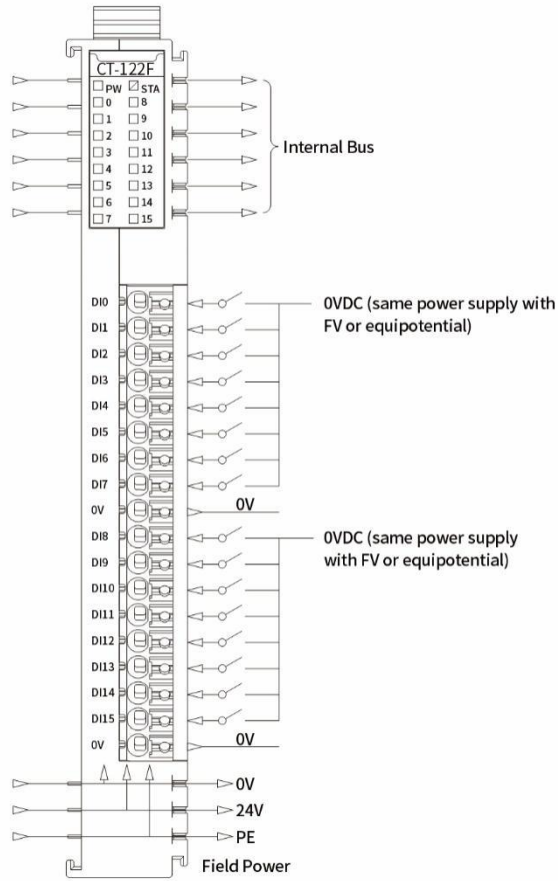 CT-122F
PW STA
0 8
1 9
2 10
3 11
4 12
5 13
6 14
7 15
Internal Bus
DI0
0VDC (same power supply with
FV or equipotential)
DI1
DI2
DI3
DI4
DI5
DI6
DI7
0V 0V
DI8
0VDC (same power supply
with FV or equipotential)
DI9
DI10
DI11
DI12
DI13
DI14
DI15
0V 0V
0V
24V
PE
Field Power